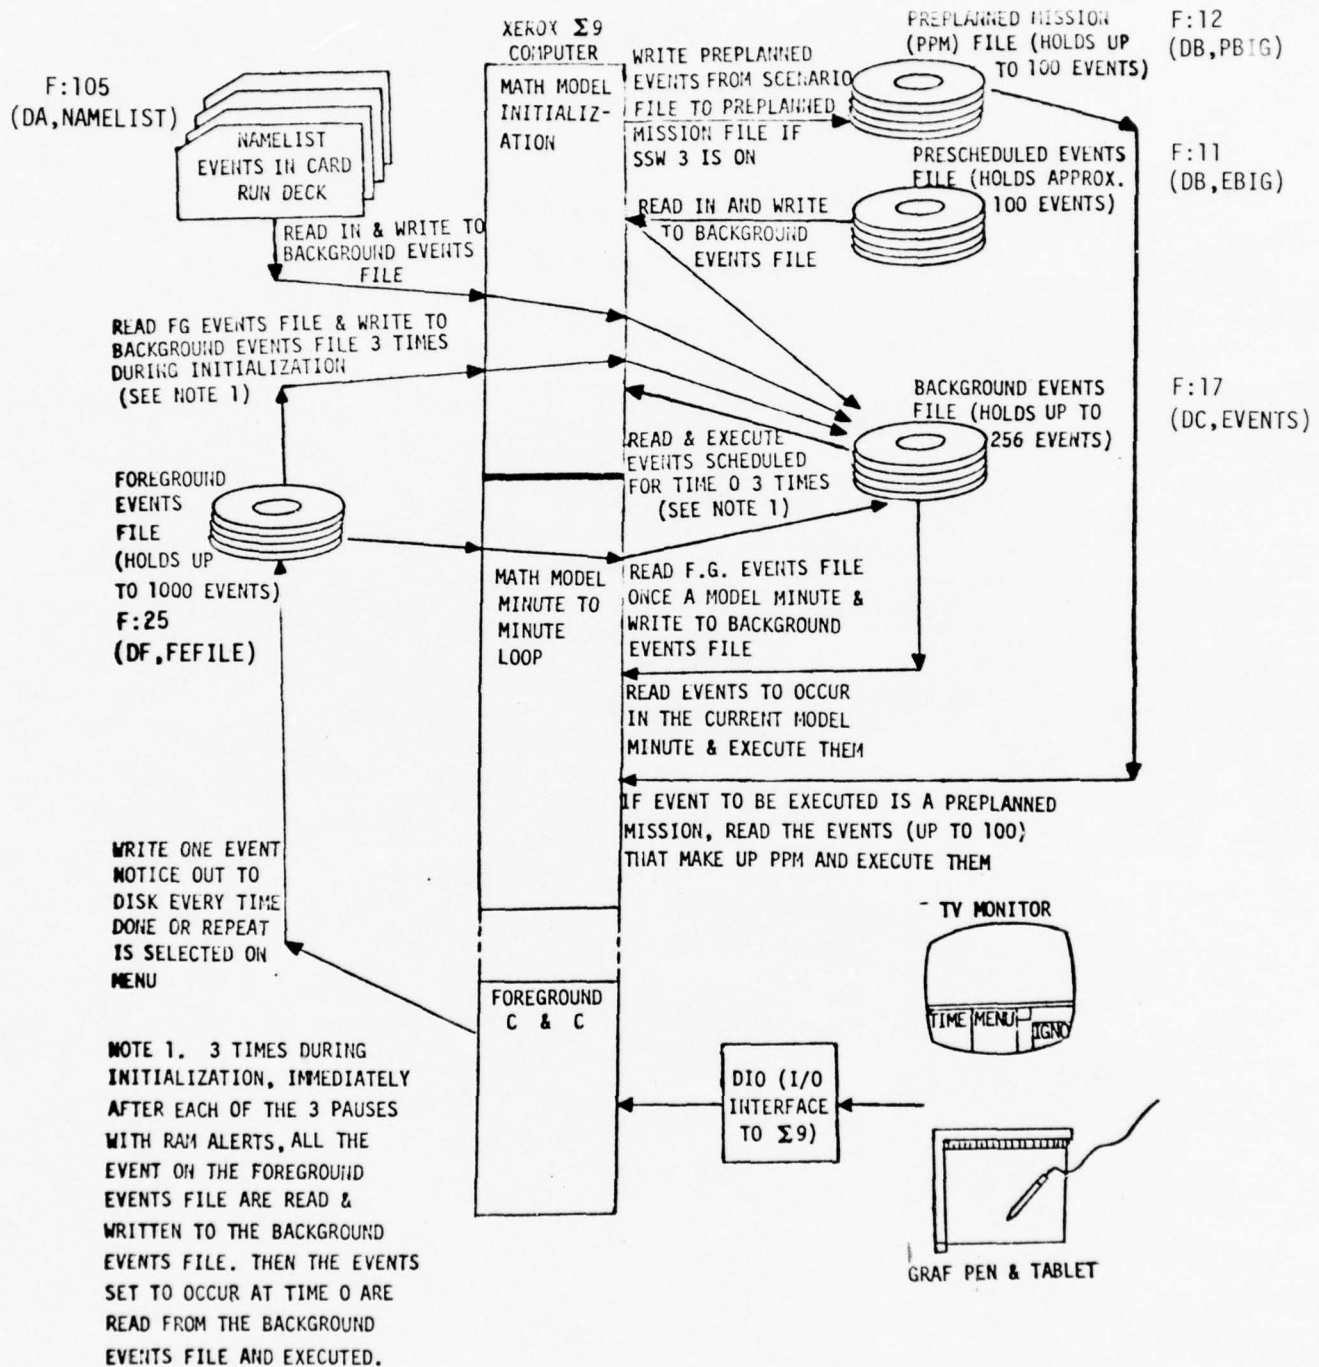 XEROX Σ9
COMPUTER
PREPLANNED MISSION
(PPM) FILE (HOLDS UP
TO 100 EVENTS)
F:12
(DB,PBIG)
F:105
(DA,NAMELIST)
NAMELIST
EVENTS IN CARD
RUN DECK
MATH MODEL
INITIALIZ-
ATION
WRITE PREPLANNED
EVENTS FROM SCENARIO
FILE TO PREPLANNED
MISSION FILE IF
SSW 3 IS ON
PRESCHEDULED EVENTS
FILE (HOLDS APPROX.
100 EVENTS)
F:11
(DB,EBIG)
READ IN AND WRITE
TO BACKGROUND
EVENTS FILE
READ IN & WRITE TO
BACKGROUND EVENTS
FILE
READ FG EVENTS FILE & WRITE TO
BACKGROUND EVENTS FILE 3 TIMES
DURING INITIALIZATION
(SEE NOTE 1)
BACKGROUND EVENTS
FILE (HOLDS UP TO
256 EVENTS)
F:17
(DC,EVENTS)
READ & EXECUTE
EVENTS SCHEDULED
FOR TIME 0 3 TIMES
(SEE NOTE 1)
FOREGROUND
EVENTS
FILE
(HOLDS UP
TO 1000 EVENTS)
F:25
(DF,FEFILE)
MATH MODEL
MINUTE TO
MINUTE
LOOP
READ F.G. EVENTS FILE
ONCE A MODEL MINUTE &
WRITE TO BACKGROUND
EVENTS FILE
READ EVENTS TO OCCUR
IN THE CURRENT MODEL
MINUTE & EXECUTE THEM
IF EVENT TO BE EXECUTED IS A PREPLANNED
MISSION, READ THE EVENTS (UP TO 100)
THAT MAKE UP PPM AND EXECUTE THEM
WRITE ONE EVENT
NOTICE OUT TO
DISK EVERY TIME
DONE OR REPEAT
IS SELECTED ON
MENU
TV MONITOR
TIME MENU IGNO
FOREGROUND
C & C
DIO (I/O
INTERFACE
TO Σ9)
GRAF PEN & TABLET
NOTE 1. 3 TIMES DURING
INITIALIZATION, IMMEDIATELY
AFTER EACH OF THE 3 PAUSES
WITH RAM ALERTS, ALL THE
EVENT ON THE FOREGROUND
EVENTS FILE ARE READ &
WRITTEN TO THE BACKGROUND
EVENTS FILE. THEN THE EVENTS
SET TO OCCUR AT TIME 0 ARE
READ FROM THE BACKGROUND
EVENTS FILE AND EXECUTED.